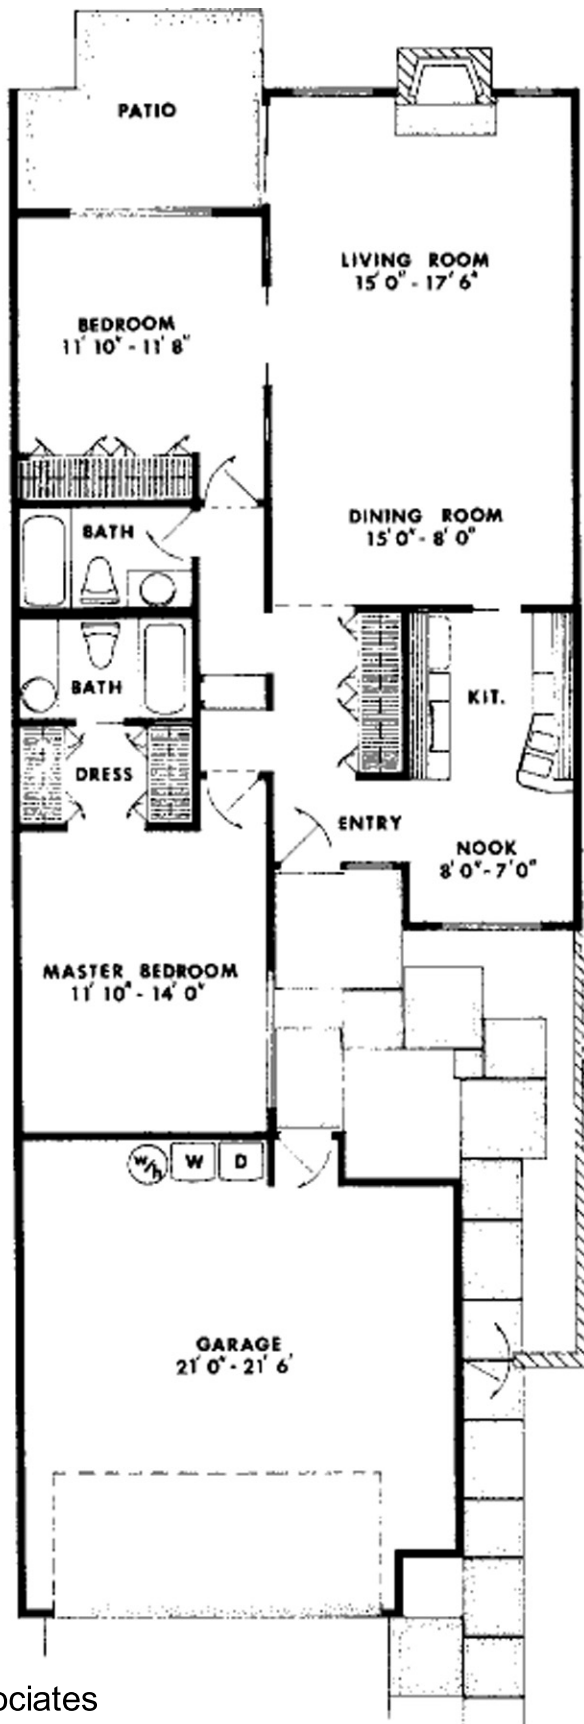 PATIO
LIVING ROOM
15' 0" - 17' 6"
BEDROOM
11' 10" - 11' 8"
DINING ROOM
15' 0" - 8' 0"
BATH
BATH
KIT.
DRESS
ENTRY
NOOK
8' 0" - 7' 0"
MASTER BEDROOM
11' 10" - 14' 0"
W/h W D
GARAGE
21' 0" - 21' 6'
ociates